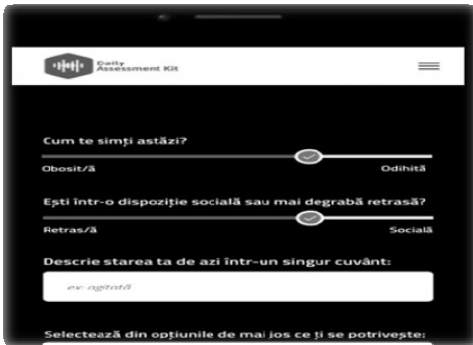 Daily
Assessment Kit
Cum te simți astăzi?
Obosit/ă Odihită
Ești într-o dispoziție socială sau mai degrabă retrasă?
Retras/ă Socială
Descrie starea ta de azi într-un singur cuvânt:
ex: agitată
Selectează din opțiunile de mai jos ce ți se potrivește: